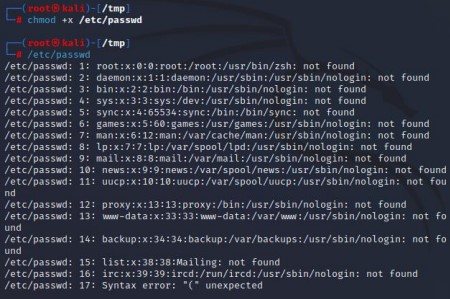 ┌──(root㉿kali)-[/tmp]
└─# chmod +x /etc/passwd
┌──(root㉿kali)-[/tmp]
└─# /etc/passwd
/etc/passwd: 1: root:x:0:0:root:/root:/usr/bin/zsh: not found
/etc/passwd: 2: daemon:x:1:1:daemon:/usr/sbin:/usr/sbin/nologin: not found
/etc/passwd: 3: bin:x:2:2:bin:/bin:/usr/sbin/nologin: not found
/etc/passwd: 4: sys:x:3:3:sys:/dev:/usr/sbin/nologin: not found
/etc/passwd: 5: sync:x:4:65534:sync:/bin:/bin/sync: not found
/etc/passwd: 6: games:x:5:60:games:/usr/games:/usr/sbin/nologin: not found
/etc/passwd: 7: man:x:6:12:man:/var/cache/man:/usr/sbin/nologin: not found
/etc/passwd: 8: lp:x:7:7:lp:/var/spool/lpd:/usr/sbin/nologin: not found
/etc/passwd: 9: mail:x:8:8:mail:/var/mail:/usr/sbin/nologin: not found
/etc/passwd: 10: news:x:9:9:news:/var/spool/news:/usr/sbin/nologin: not found
/etc/passwd: 11: uucp:x:10:10:uucp:/var/spool/uucp:/usr/sbin/nologin: not fou
nd
/etc/passwd: 12: proxy:x:13:13:proxy:/bin:/usr/sbin/nologin: not found
/etc/passwd: 13: www-data:x:33:33:www-data:/var/www:/usr/sbin/nologin: not fo
und
/etc/passwd: 14: backup:x:34:34:backup:/var/backups:/usr/sbin/nologin: not fo
und
/etc/passwd: 15: list:x:38:38:Mailing: not found
/etc/passwd: 16: irc:x:39:39:ircd:/run/ircd:/usr/sbin/nologin: not found
/etc/passwd: 17: Syntax error: "(" unexpected